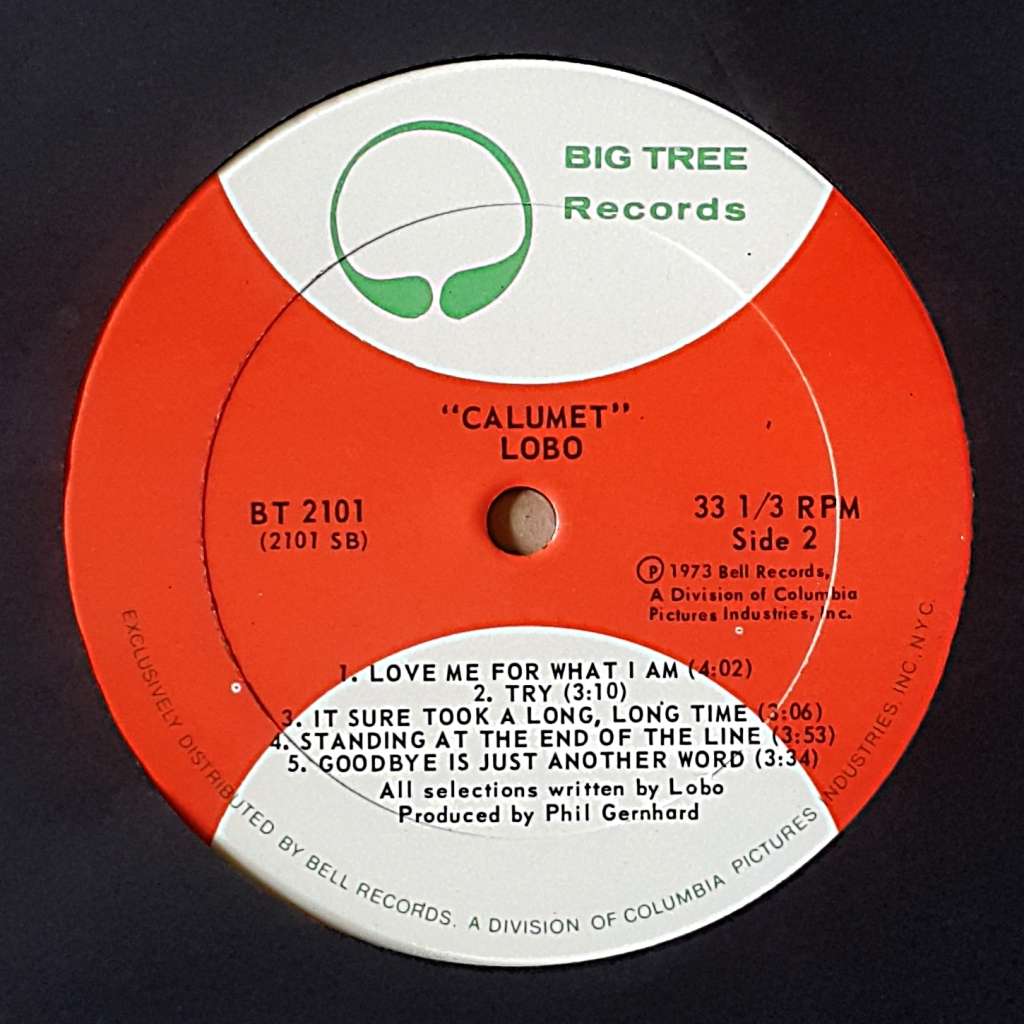 BIG TREE
Records
"CALUMET"
LOBO
BT 2101
(2101 SB)
33 1/3 RPM
Side 2
Ⓟ 1973 Bell Records,
A Division of Columbia
Pictures Industries, Inc.
1. LOVE ME FOR WHAT I AM (4:02)
2. TRY (3:10)
3. IT SURE TOOK A LONG, LONG TIME (3:06)
4. STANDING AT THE END OF THE LINE (3:53)
5. GOODBYE IS JUST ANOTHER WORD (3:34)
All selections written by Lobo
Produced by Phil Gernhard
EXCLUSIVELY DISTRIBUTED BY BELL RECORDS. A DIVISION OF COLUMBIA PICTURES INDUSTRIES, INC. NYC.